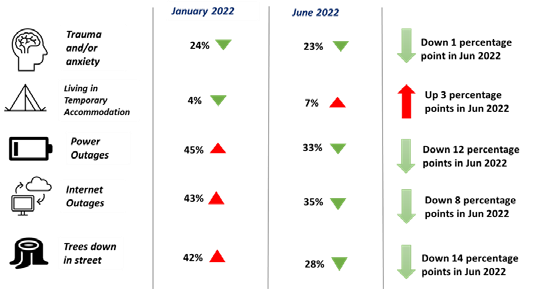 January 2022
June 2022
Trauma
and/or
anxiety
24%
23%
Down 1 percentage
point in Jun 2022
Living in
Temporary
Accommodation
4%
7%
Up 3 percentage
points in Jun 2022
Power
Outages
45%
33%
Down 12 percentage
points in Jun 2022
Internet
Outages
43%
35%
Down 8 percentage
points in Jun 2022
Trees down
in street
42%
28%
Down 14 percentage
points in Jun 2022